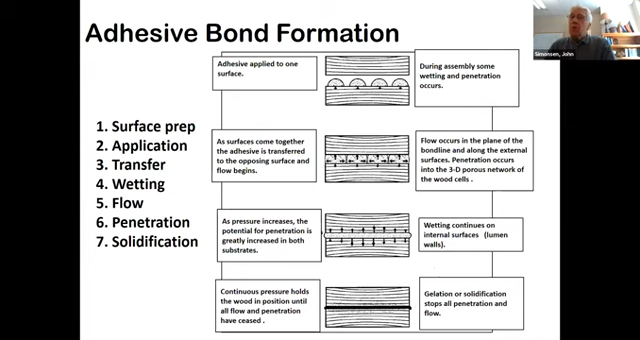 Adhesive Bond Formation
Simonsen, John
1. Surface prep
2. Application
3. Transfer
4. Wetting
5. Flow
6. Penetration
7. Solidification
Adhesive applied to one
surface.
During assembly some
wetting and penetration
occurs.
As surfaces come together
the adhesive is transferred
to the opposing surface and
flow begins.
Flow occurs in the plane of the
bondline and along the external
surfaces. Penetration occurs
into the 3-D porous network of
the wood cells .
As pressure increases, the
potential for penetration is
greatly increased in both
substrates.
Wetting continues on
internal surfaces (lumen
walls).
Continuous pressure holds
the wood in position until
all flow and penetration
have ceased .
Gelation or solidification
stops all penetration and
flow.